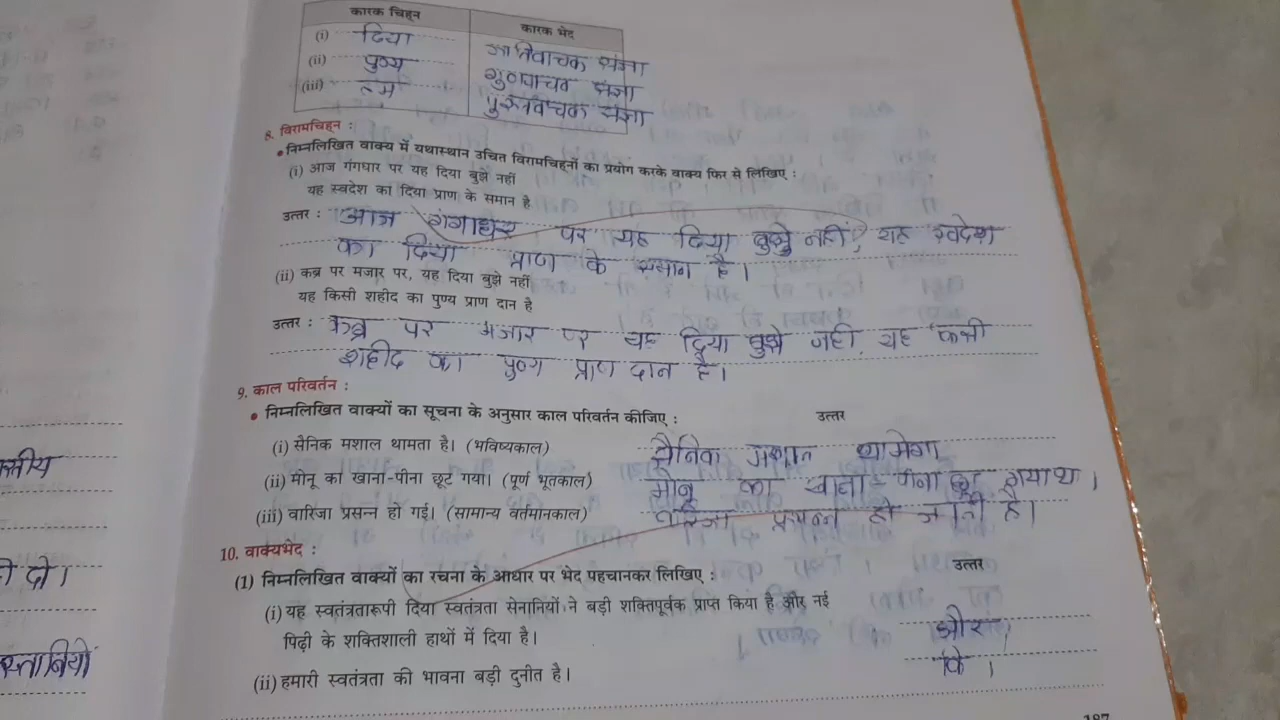 कारक चिह्न कारक भेद
(i) दिया जातिवाचक संज्ञा
(ii) पुण्य गुणवाचक संज्ञा
(iii) संज्ञा
8. विरामचिह्न :
• निम्नलिखित वाक्य में यथास्थान उचित विरामचिह्नों का प्रयोग करके वाक्य फिर से लिखिए :
(i) आज गंगधार पर यह दिया बुझे नहीं
यह स्वदेश का दिया प्राण के समान है
उत्तर : आज पर यह दिया बुझे नहीं, यह स्वदेश
का दिया प्राण के समान है।
(ii) कब्र पर मजार पर, यह दिया बुझे नहीं
यह किसी शहीद का पुण्य प्राण दान है
उत्तर : कब्र पर मजार पर यह दिया बुझे नहीं, यह
शहीद का पुण्य प्राण दान है।
9. काल परिवर्तन :
• निम्नलिखित वाक्यों का सूचना के अनुसार काल परिवर्तन कीजिए : उत्तर
(i) सैनिक मशाल थामता है। (भविष्यकाल) सैनिक मशाल थामेगा
(ii) मोनू का खाना-पीना छूट गया। (पूर्ण भूतकाल) मोनू का खाना पीना छूट गया था।
(iii) वारिजा प्रसन्न हो गई। (सामान्य वर्तमानकाल) वारिजा प्रसन्न हो जाती है।
10. वाक्यभेद :
(1) निम्नलिखित वाक्यों का रचना के आधार पर भेद पहचानकर लिखिए : उत्तर
(i) यह स्वतंत्रतारूपी दिया स्वतंत्रता सेनानियों ने बड़ी शक्तिपूर्वक प्राप्त किया है और नई
पिढ़ी के शक्तिशाली हाथों में दिया है। और।
(ii) हमारी स्वतंत्रता की भावना बड़ी दुनीत है। कि।
187